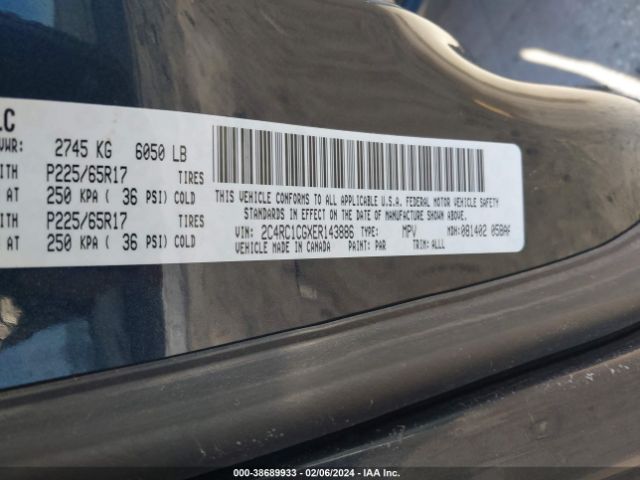 LC
VWR: 2745 KG 6050 LB
ITH P225/65R17 TIRES
AT 250 KPA ( 36 PSI) COLD
ITH P225/65R17 TIRES
AT 250 KPA ( 36 PSI) COLD
THIS VEHICLE CONFORMS TO ALL APPLICABLE U.S.A. FEDERAL MOTOR VEHICLE SAFETY
STANDARDS IN EFFECT ON THE DATE OF MANUFACTURE SHOWN ABOVE.
VIN: 2C4RC1CGXER143886 TYPE: MPV MDH: 081402 058AF
VEHICLE MADE IN CANADA PAINT: PAR TRIM: ALLL
000-38689933 - 02/06/2024 - IAA Inc.